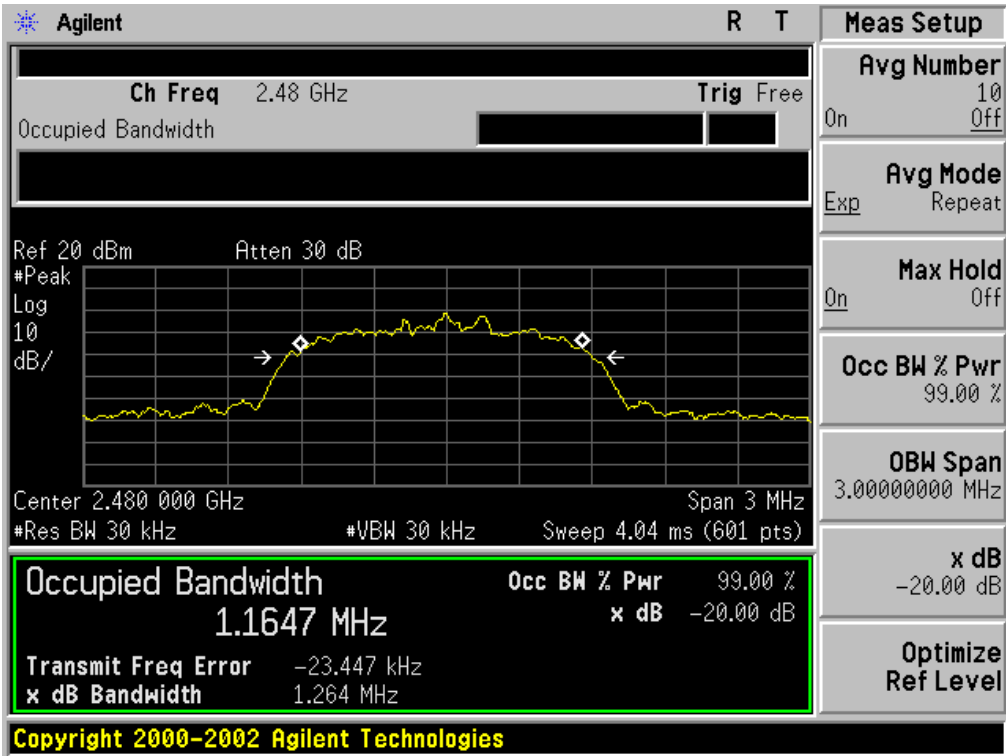 Agilent R T
Ch Freq 2.48 GHz Trig Free
Occupied Bandwidth
Ref 20 dBm Atten 30 dB
#Peak
Log
10
dB/
Center 2.480 000 GHz Span 3 MHz
#Res BW 30 kHz #VBW 30 kHz Sweep 4.04 ms (601 pts)
Occupied Bandwidth Occ BW % Pwr 99.00 %
1.1647 MHz x dB -20.00 dB
Transmit Freq Error -23.447 kHz
x dB Bandwidth 1.264 MHz
Copyright 2000-2002 Agilent Technologies
Meas Setup
Avg Number
10
On Off
Avg Mode
Exp Repeat
Max Hold
On Off
Occ BW % Pwr
99.00 %
OBW Span
3.00000000 MHz
x dB
-20.00 dB
Optimize
Ref Level